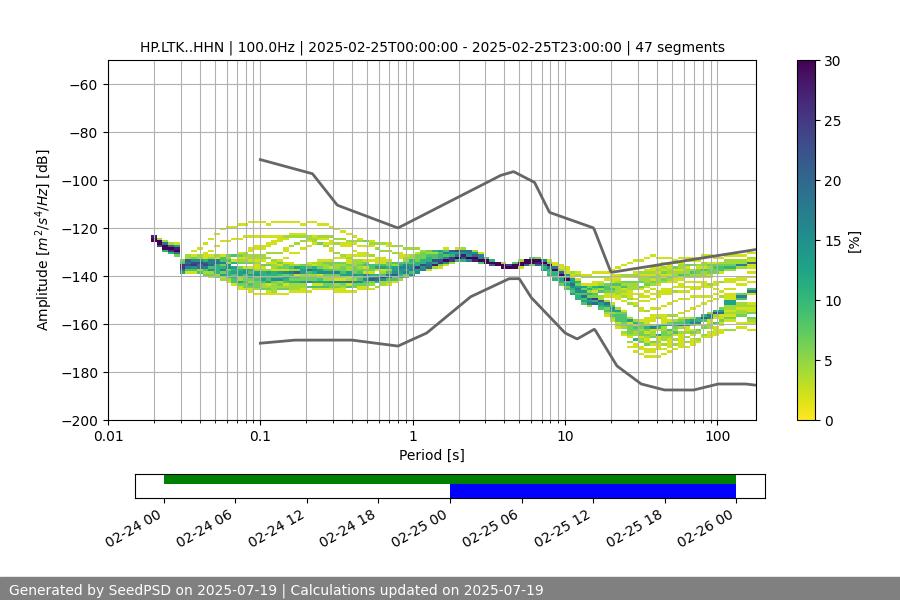 HP.LTK..HHN | 100.0Hz | 2025-02-25T00:00:00 - 2025-02-25T23:00:00 | 47 segments
−60
−80
−100
−120
−140
−160
−180
−200
Amplitude [m²/s⁴/Hz] [dB]
0.01 0.1 1 10 100
Period [s]
30
25
20
15
10
5
0
[%]
02-24 00 02-24 06 02-24 12 02-24 18 02-25 00 02-25 06 02-25 12 02-25 18 02-26 00
Generated by SeedPSD on 2025-07-19 | Calculations updated on 2025-07-19